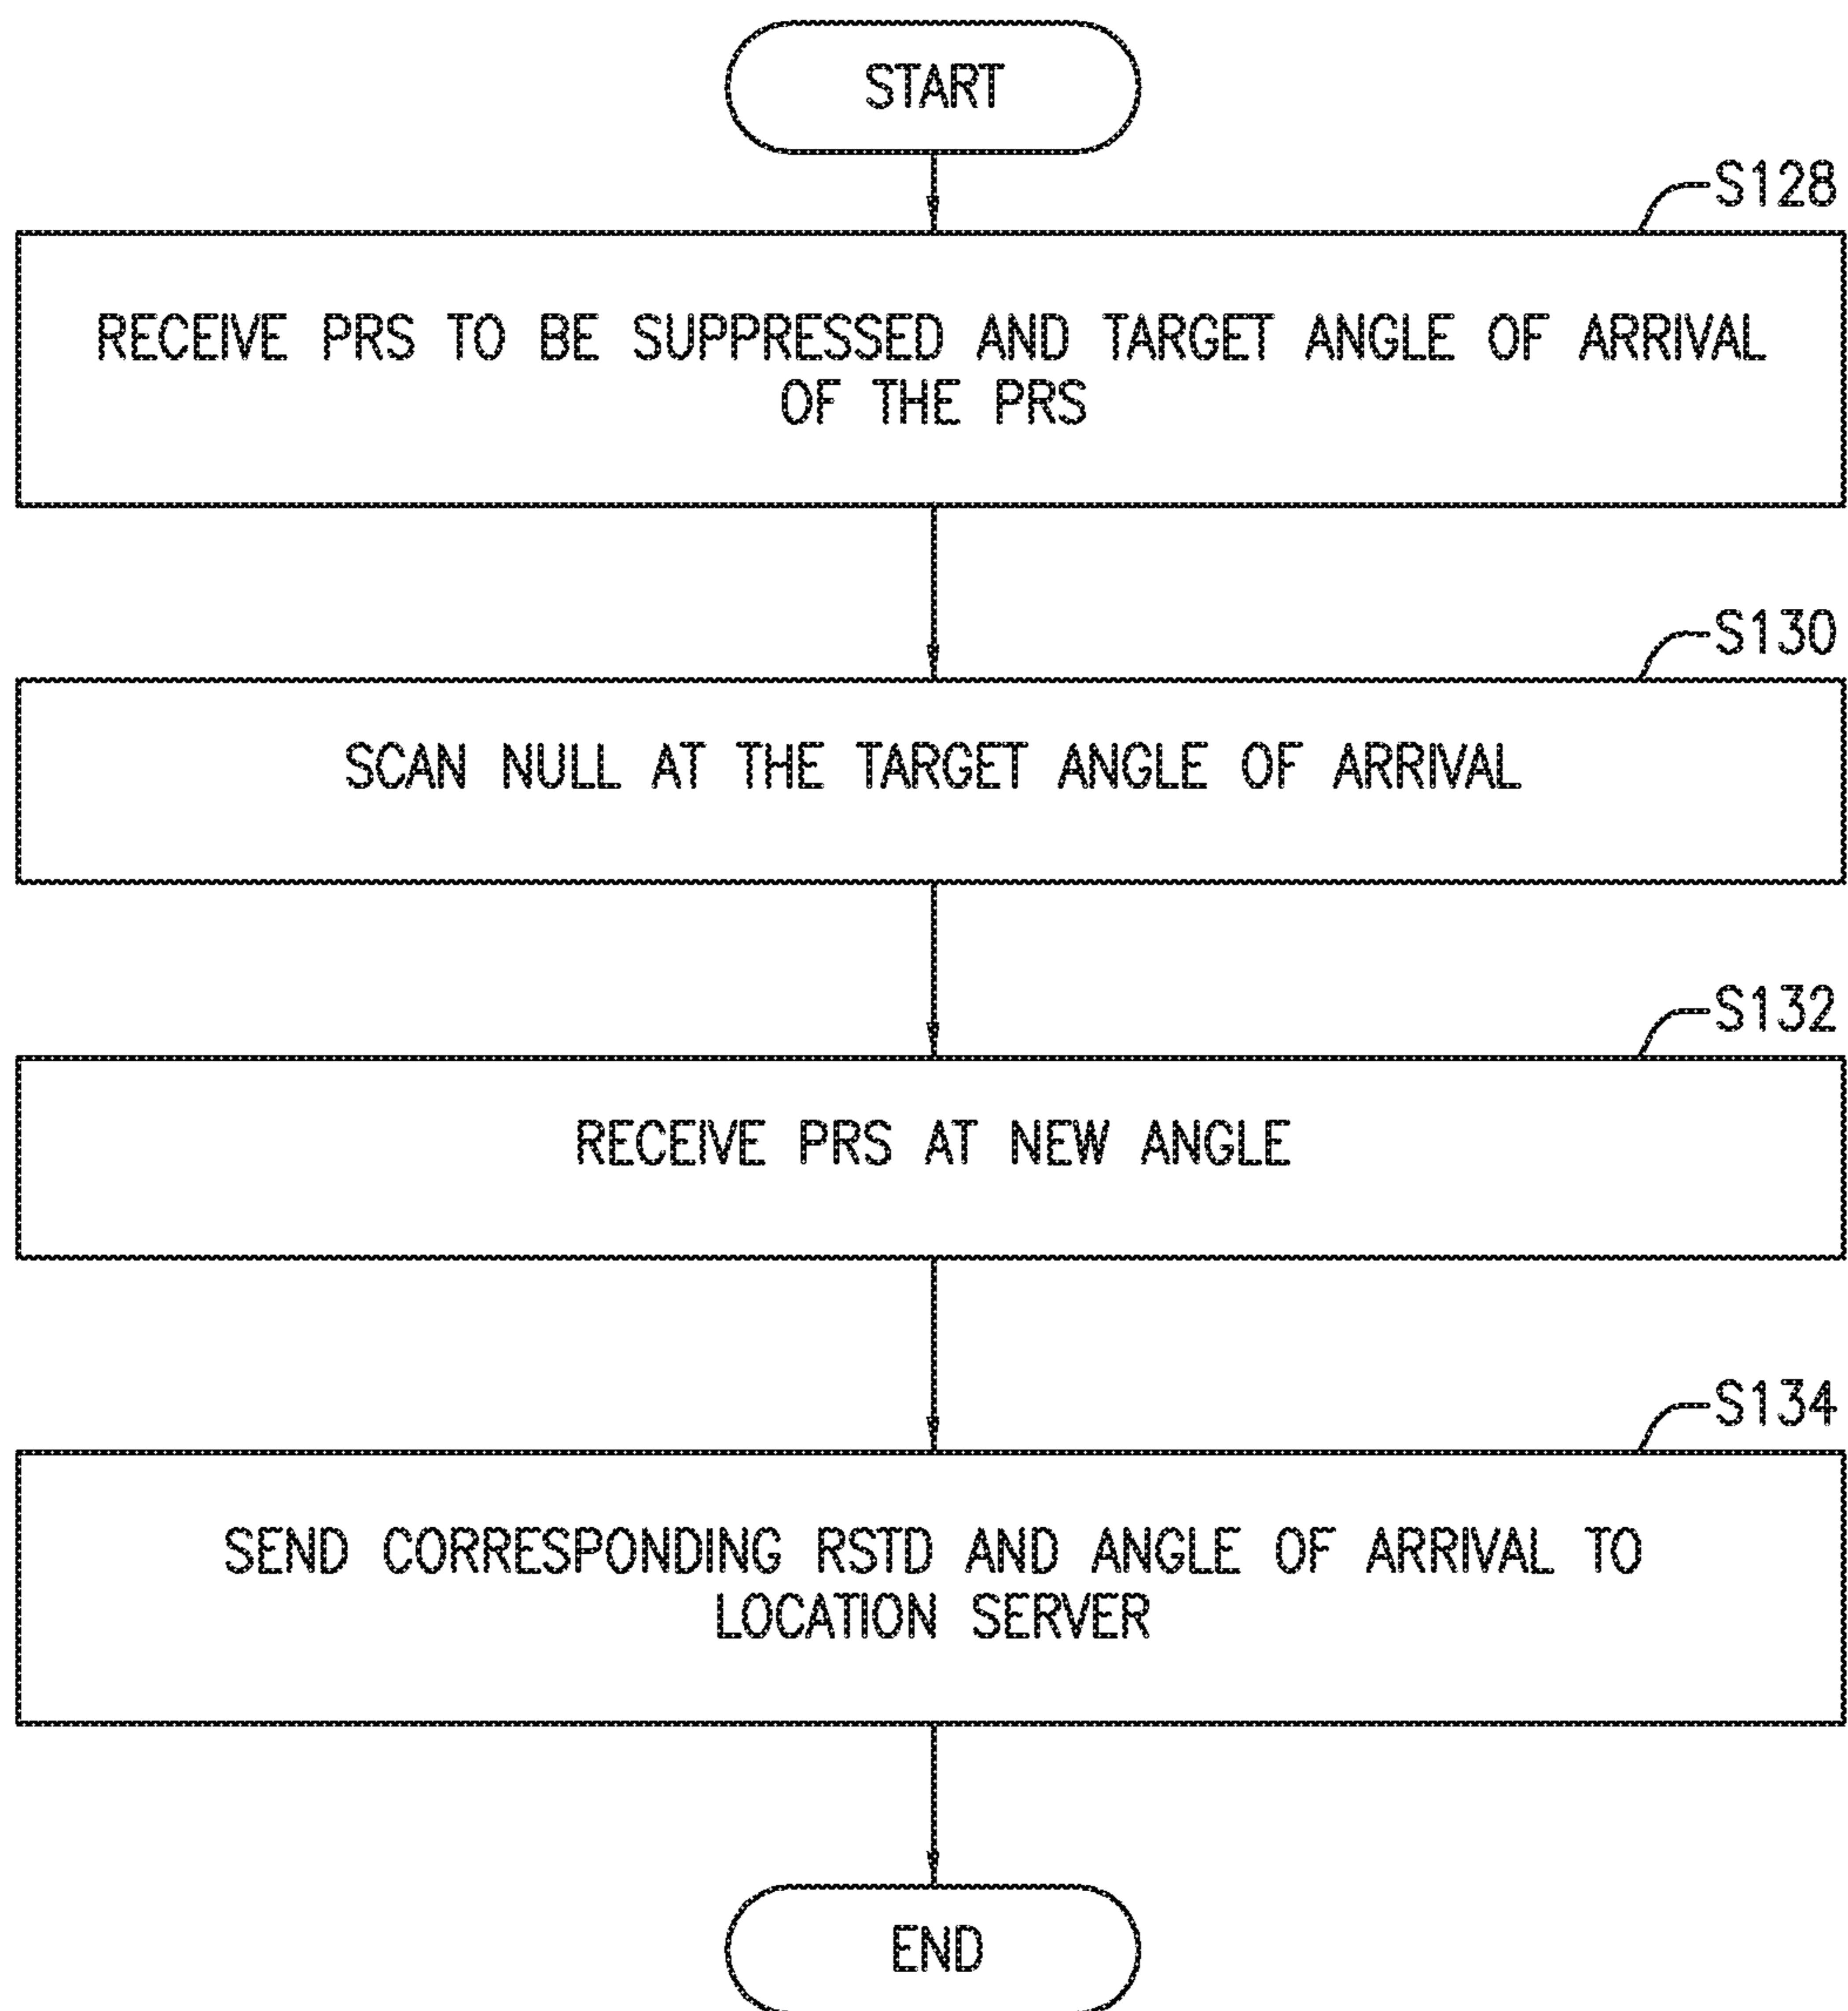 START
S128
RECEIVE PRS TO BE SUPPRESSED AND TARGET ANGLE OF ARRIVAL
OF THE PRS
S130
SCAN NULL AT THE TARGET ANGLE OF ARRIVAL
S132
RECEIVE PRS AT NEW ANGLE
S134
SEND CORRESPONDING RSTD AND ANGLE OF ARRIVAL TO
LOCATION SERVER
END